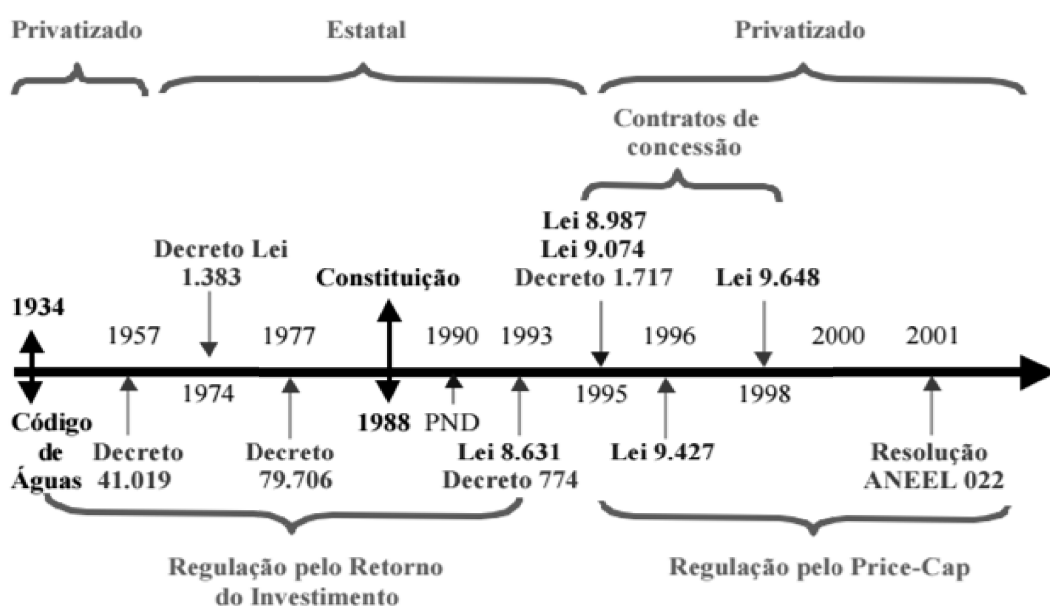 Privatizado
Estatal
Privatizado
Contratos de
concessão
Lei 8.987
Lei 9.074
Decreto 1.717
Decreto Lei
1.383
Constituição
Lei 9.648
1934
1957
1977
1990
1993
1996
2000
2001
1974
1988
PND
1995
1998
Código
de
Águas
Decreto
41.019
Decreto
79.706
Lei 8.631
Decreto 774
Lei 9.427
Resolução
ANEEL 022
Regulação pelo Retorno
do Investimento
Regulação pelo Price-Cap